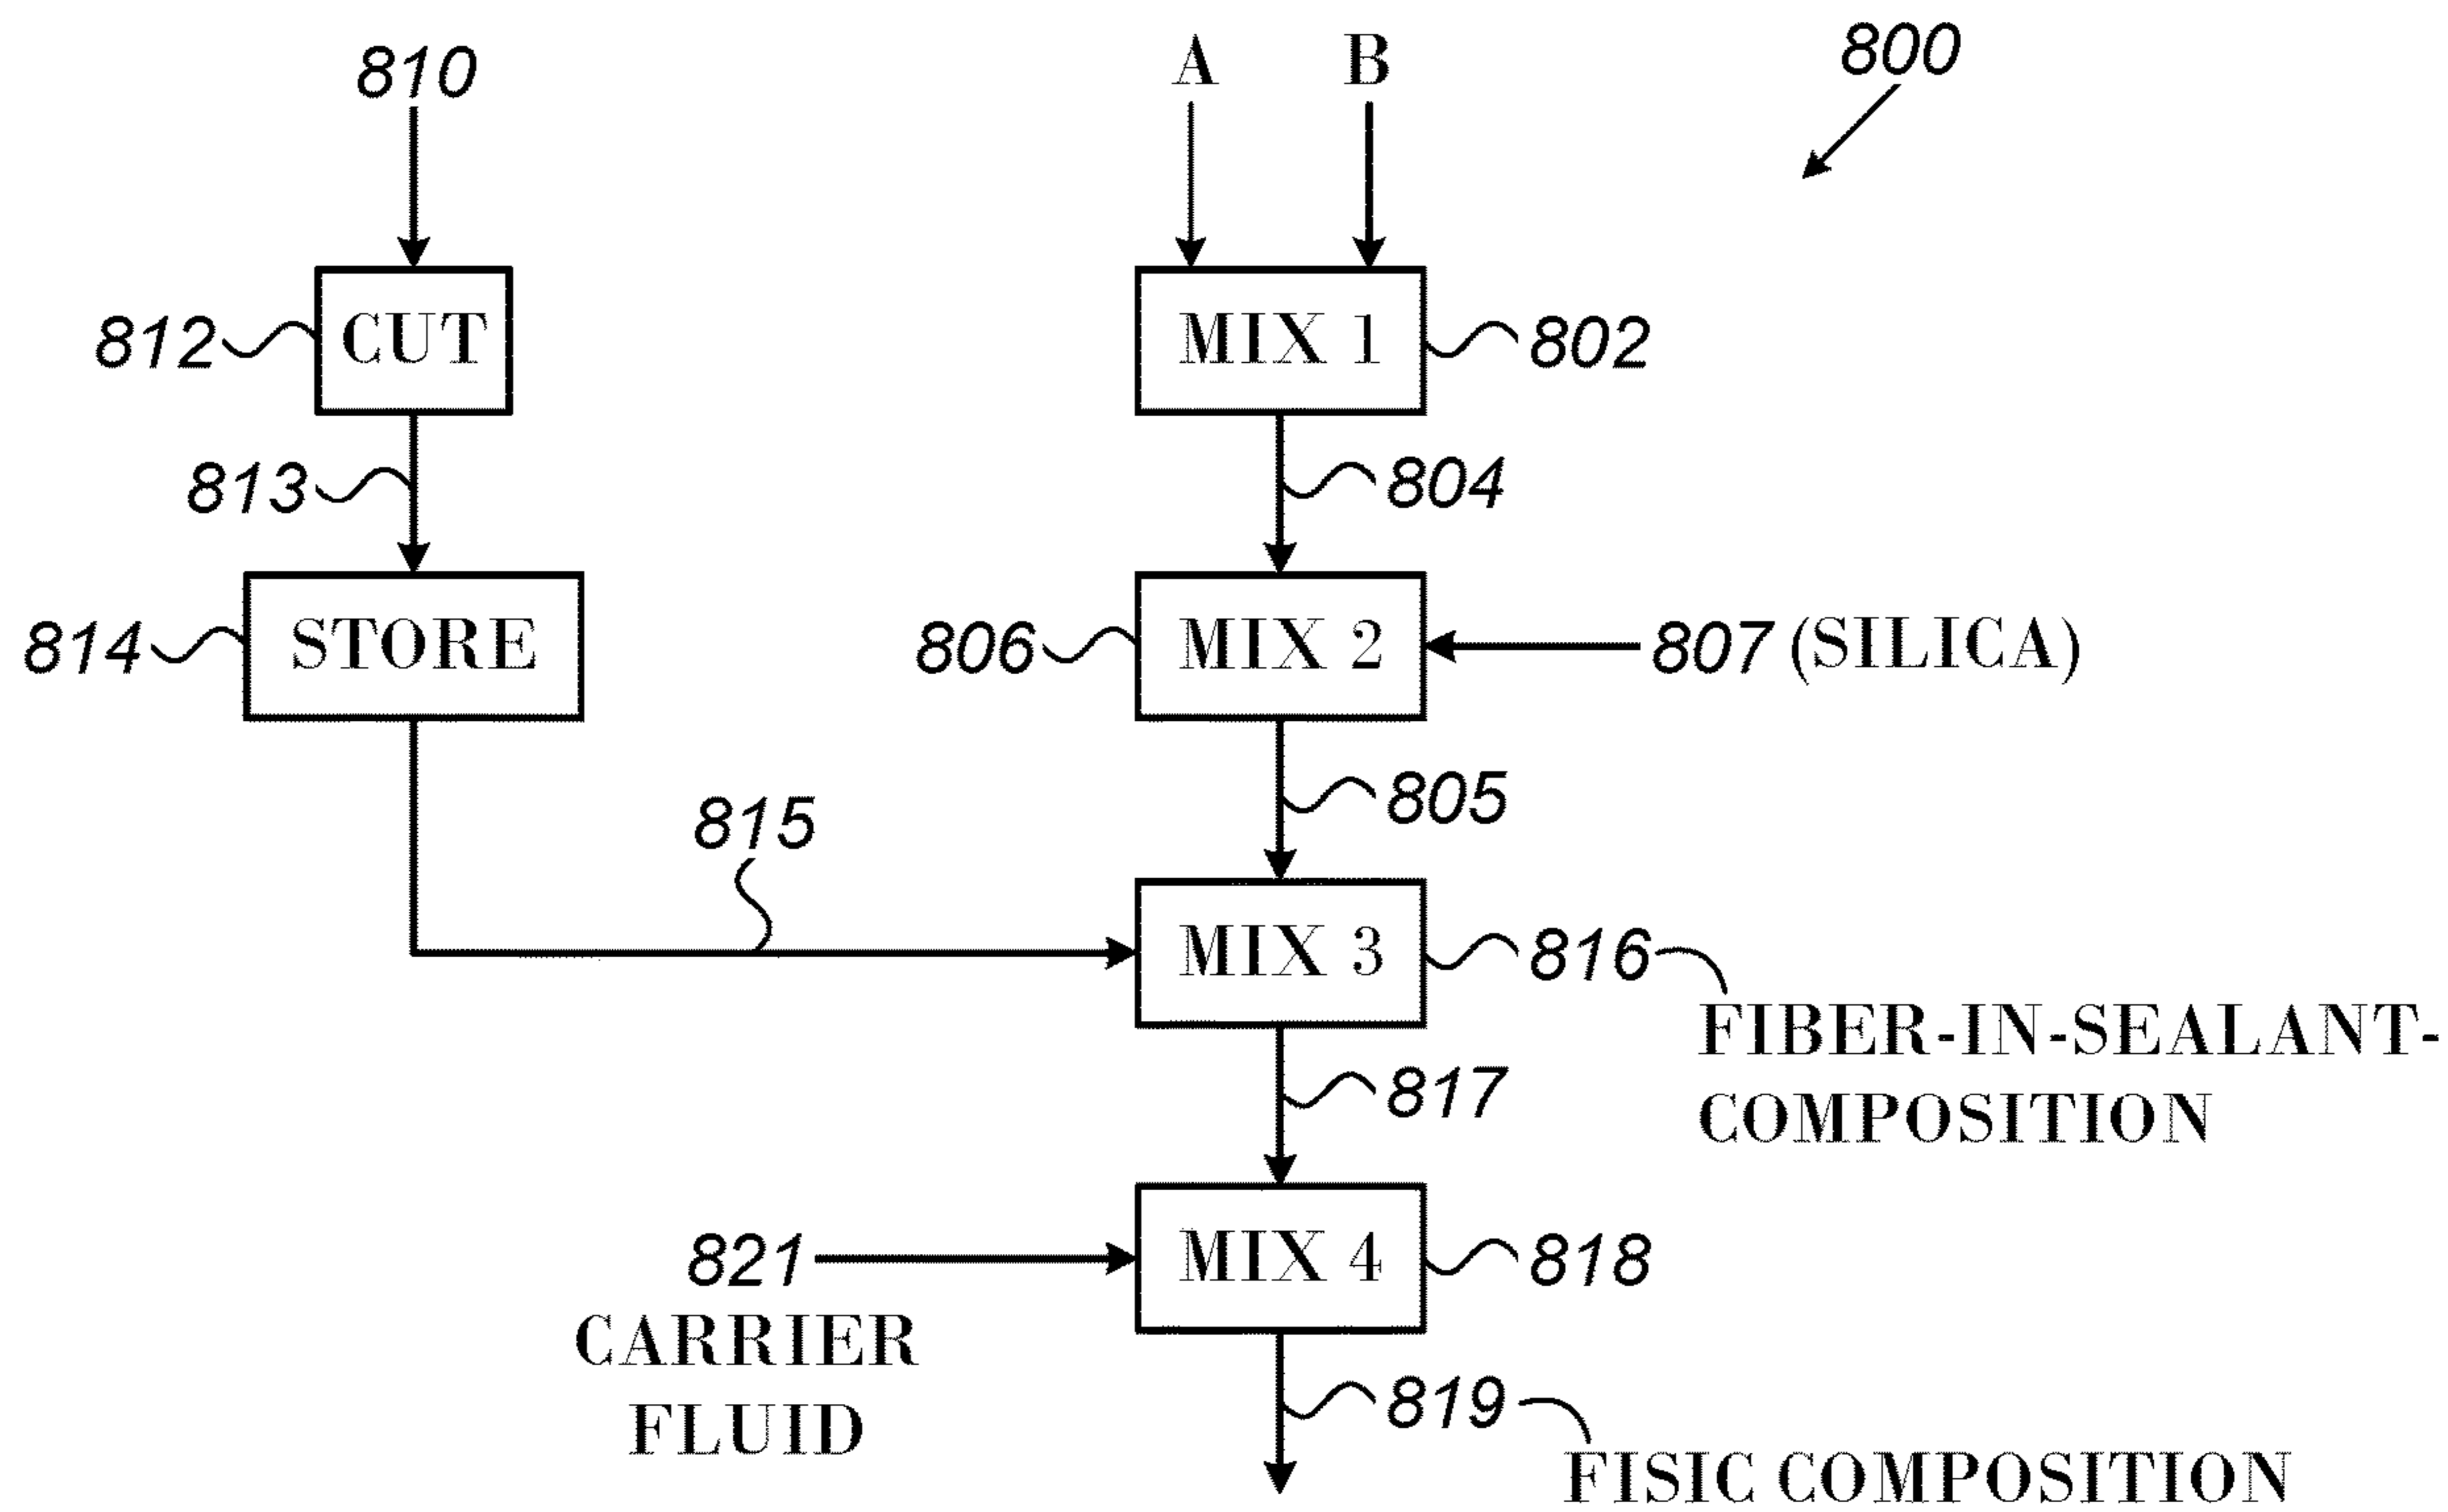 810
A
B
800
812
CUT
MIX 1
802
813
804
814
STORE
806
MIX 2
807 (SILICA)
815
805
MIX 3
816
FIBER-IN-SEALANT-
COMPOSITION
817
821
CARRIER
FLUID
MIX 4
818
819
FISIC COMPOSITION